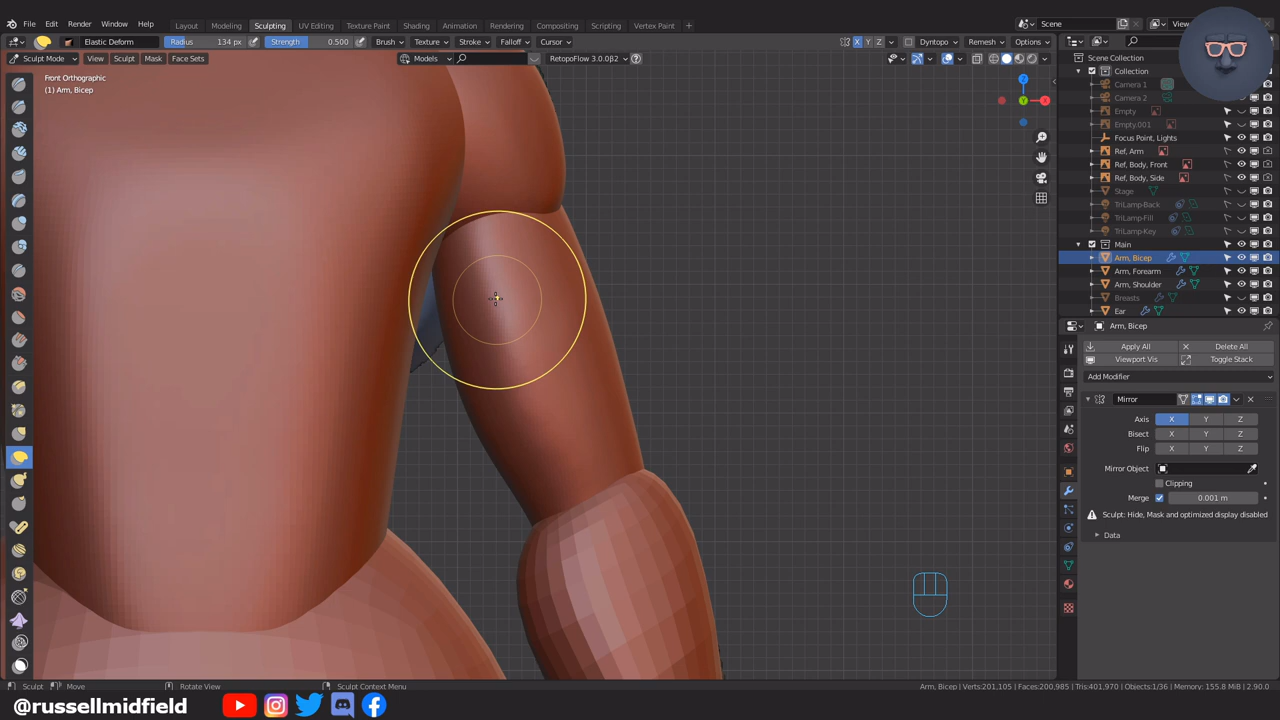 File Edit Render Window Help
Layout Modeling Sculpting UV Editing Texture Paint Shading Animation Rendering Compositing Scripting Vertex Paint +
Scene
Elastic Deform Radius 134 px Strength 0.500 Brush Texture Stroke Falloff Cursor
X Y Z Dyntopo Remesh Options
Sculpt Mode View Sculpt Mask Face Sets Models RetopoFlow 3.0.0β2
Front Orthographic
(1) Arm, Bicep
Z
Y
X
Scene Collection
Collection
Camera 1
Camera 2
Empty
Empty.001
Focus Point, Lights
Ref, Arm
Ref, Body, Front
Ref, Body, Side
Stage
TriLamp-Back
TriLamp-Fill
TriLamp-Key
Main
Arm, Bicep
Arm, Forearm
Arm, Shoulder
Breasts
Ear
Arm, Bicep
Apply All Delete All
Viewport Vis Toggle Stack
Add Modifier
Mirror
Axis X Y Z
Bisect X Y Z
Flip X Y Z
Mirror Object
Clipping
Merge 0.001 m
Sculpt: Hide, Mask and optimized display disabled
Data
Sculpt Move Rotate View Sculpt Context Menu
Arm, Bicep | Verts:201,105 | Faces:200,985 | Tris:401,970 | Objects:1/36 | Memory: 155.8 MiB | 2.90.0
@russellmidfield